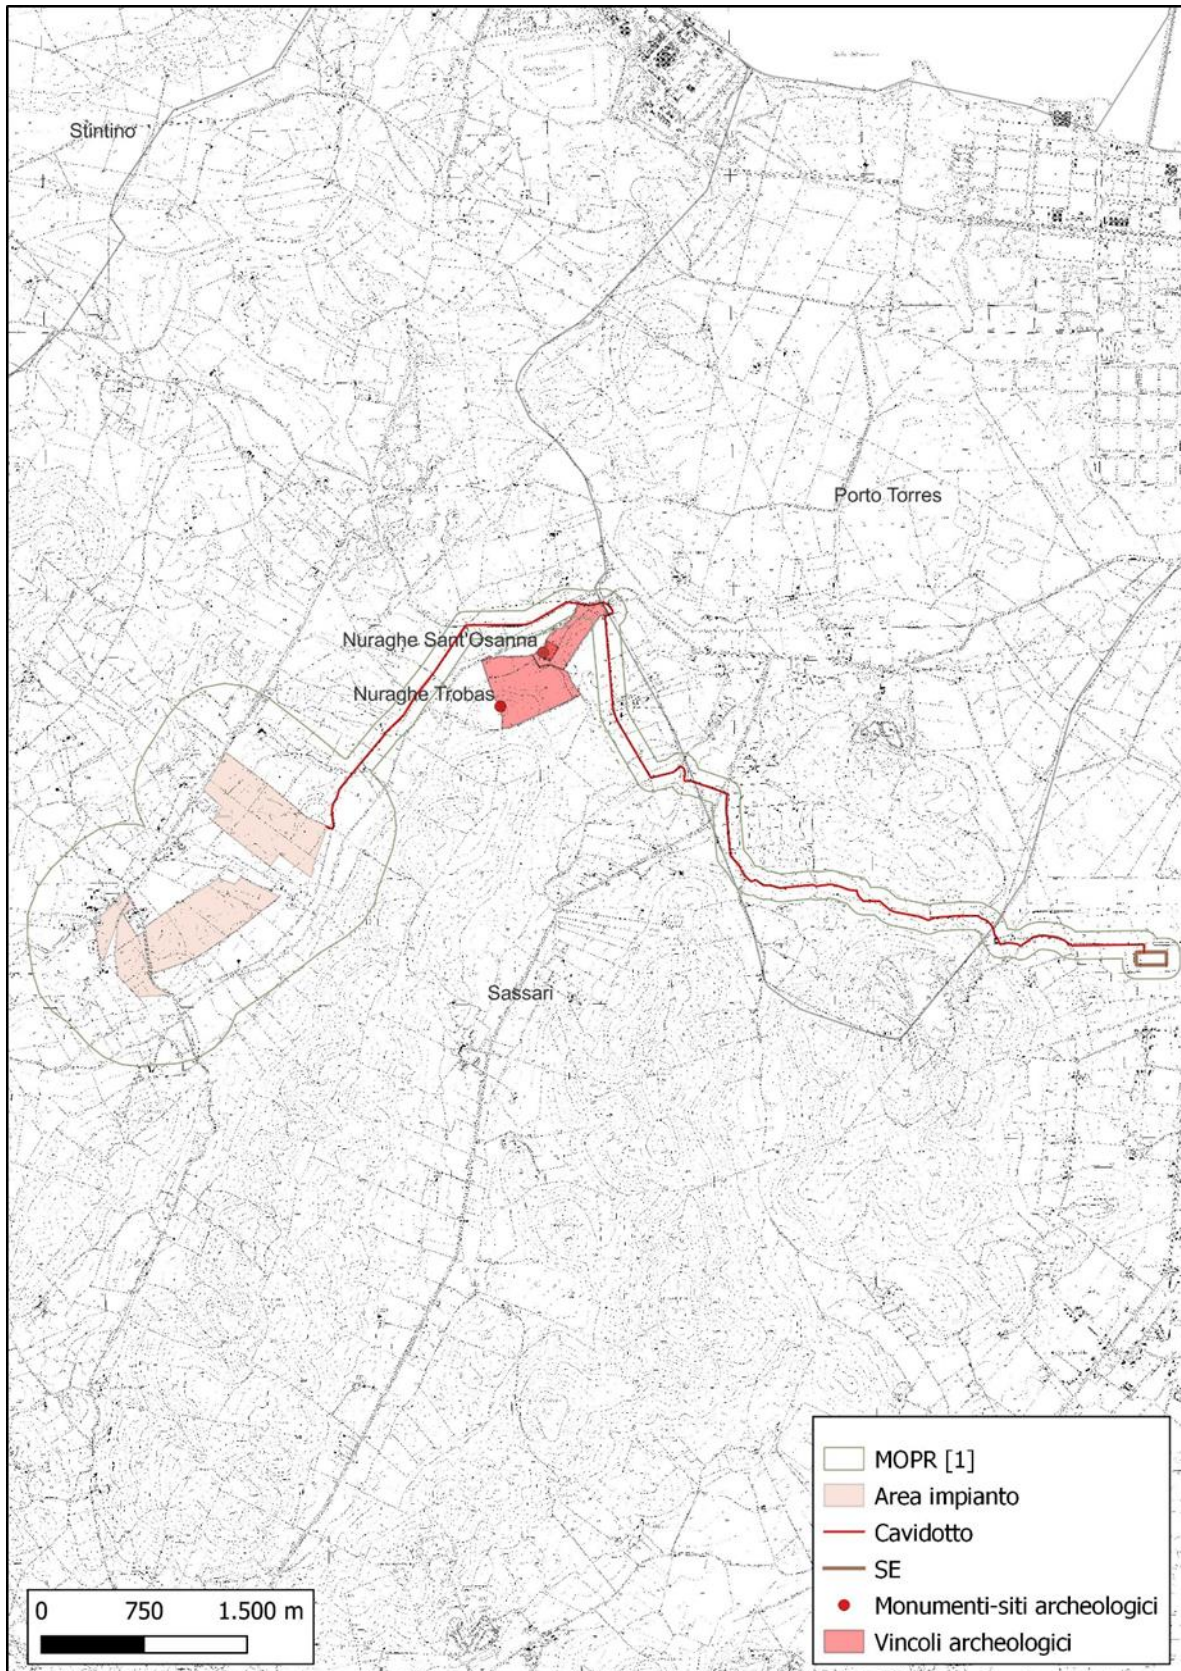 Stintino
Porto Torres
Nuraghe Sant'Osanna
Nuraghe Trobas
Sassari
MOPR [1]
Area impianto
Cavidotto
SE
Monumenti-siti archeologici
Vincoli archeologici
0 750 1.500 m